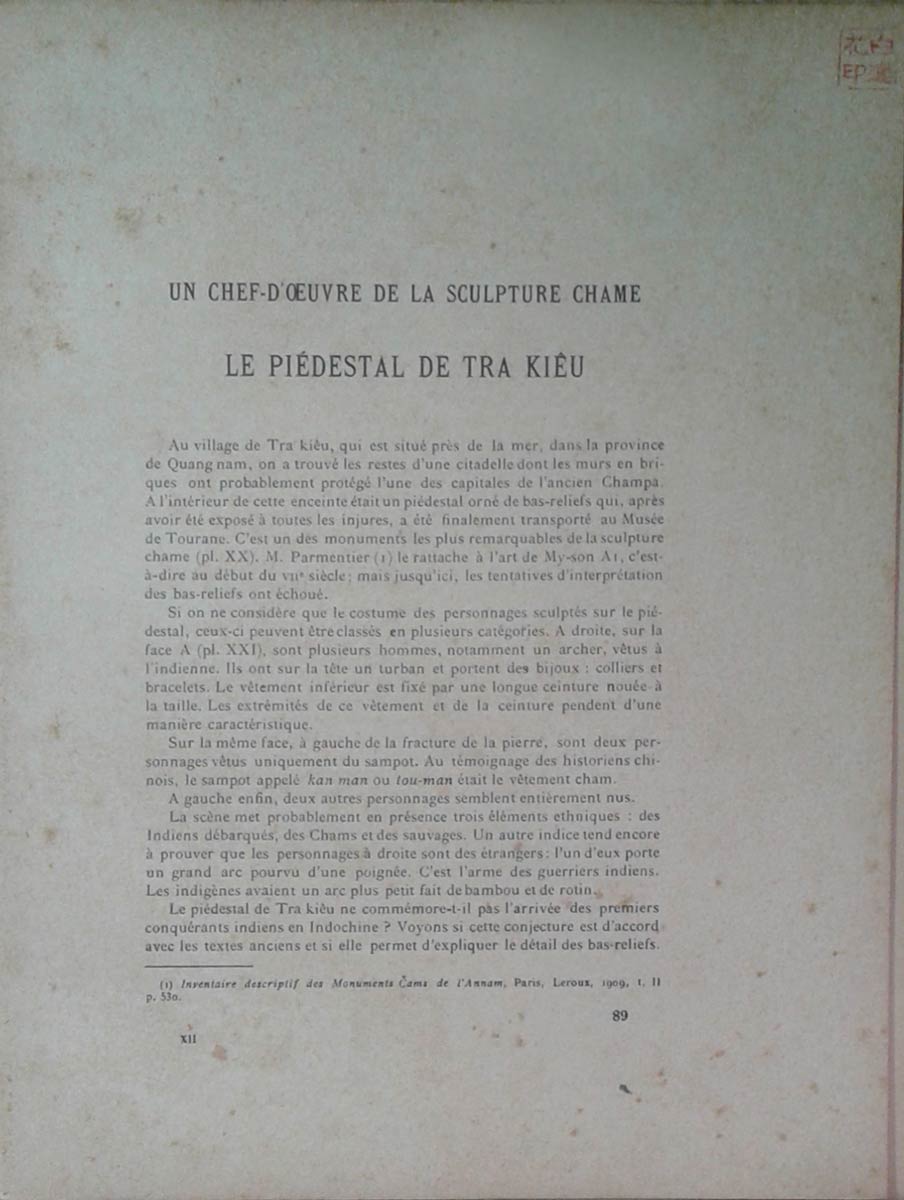 UN CHEF-D'ŒUVRE DE LA SCULPTURE CHAME
LE PIÉDESTAL DE TRA KIÊU
Au village de Tra kiêu, qui est situé près de la mer, dans la province
de Quang nam, on a trouvé les restes d'une citadelle dont les murs en bri-
ques ont probablement protégé l'une des capitales de l'ancien Champa.
A l'intérieur de cette enceinte était un piédestal orné de bas-reliefs qui, après
avoir été exposé à toutes les injures, a été finalement transporté au Musée
de Tourane. C'est un des monuments les plus remarquables de la sculpture
chame (pl. XX). M. Parmentier (1) le rattache à l'art de My-son A1, c'est-
à-dire au début du VIIe siècle; mais jusqu'ici, les tentatives d'interprétation
des bas-reliefs ont échoué.
Si on ne considère que le costume des personnages sculptés sur le pié-
destal, ceux-ci peuvent être classés en plusieurs catégories. A droite, sur la
face A (pl. XXI), sont plusieurs hommes, notamment un archer, vêtus à
l'indienne. Ils ont sur la tête un turban et portent des bijoux : colliers et
bracelets. Le vêtement inférieur est fixé par une longue ceinture nouée à
la taille. Les extrêmités de ce vêtement et de la ceinture pendent d'une
manière caractéristique.
Sur la même face, à gauche de la fracture de la pierre, sont deux per-
sonnages vêtus uniquement du sampot. Au témoignage des historiens chi-
nois, le sampot appelé kan man ou tou-man était le vêtement cham.
A gauche enfin, deux autres personnages semblent entièrement nus.
La scène met probablement en présence trois éléments ethniques : des
Indiens débarqués, des Chams et des sauvages. Un autre indice tend encore
à prouver que les personnages à droite sont des étrangers: l'un d'eux porte
un grand arc pourvu d'une poignée. C'est l'arme des guerriers indiens.
Les indigènes avaient un arc plus petit fait de bambou et de rotin.
Le piédestal de Tra kiêu ne commémore-t-il pas l'arrivée des premiers
conquérants indiens en Indochine ? Voyons si cette conjecture est d'accord
avec les textes anciens et si elle permet d'expliquer le détail des bas-reliefs.
(1) Inventaire descriptif des Monuments Čams de l'Annam, Paris, Leroux, 1909, t. II
p. 530.
89
XII